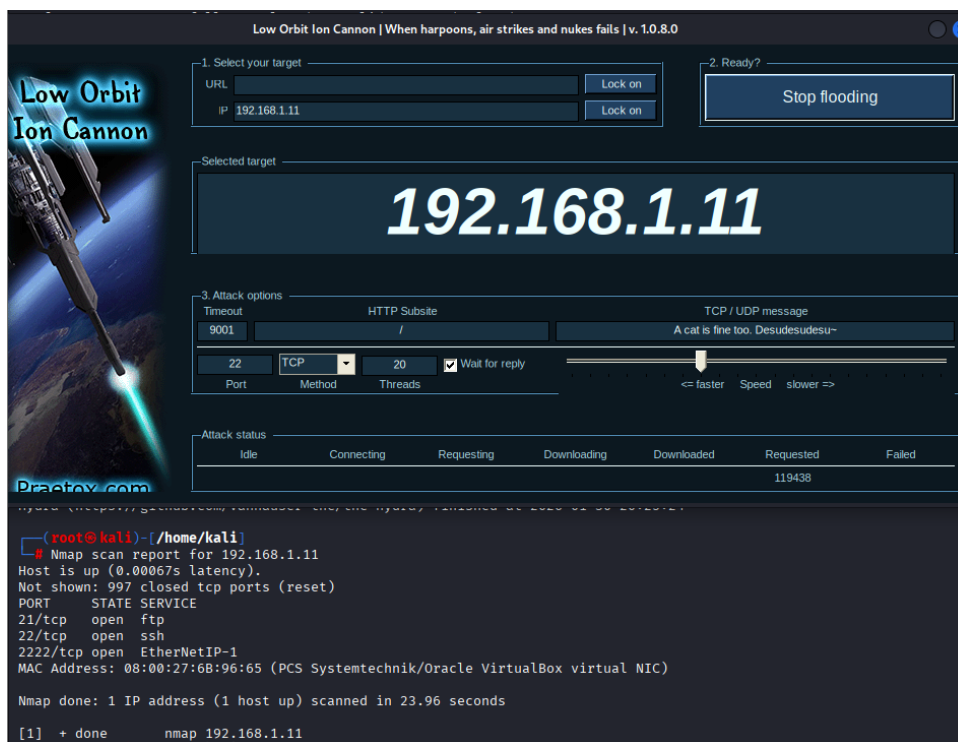 Low Orbit Ion Cannon | When harpoons, air strikes and nukes fails | v. 1.0.8.0
Low Orbit
Ion Cannon
Praetox.com
1. Select your target
URL
Lock on
IP 192.168.1.11
Lock on
2. Ready?
Stop flooding
Selected target
192.168.1.11
3. Attack options
Timeout HTTP Subsite TCP / UDP message
9001 / A cat is fine too. Desudesudesu~
22 TCP 20 Wait for reply
Port Method Threads <= faster Speed slower =>
Attack status
Idle Connecting Requesting Downloading Downloaded Requested Failed
119438
(root㉿kali)-[/home/kali]
# Nmap scan report for 192.168.1.11
Host is up (0.00067s latency).
Not shown: 997 closed tcp ports (reset)
PORT STATE SERVICE
21/tcp open ftp
22/tcp open ssh
2222/tcp open EtherNetIP-1
MAC Address: 08:00:27:6B:96:65 (PCS Systemtechnik/Oracle VirtualBox virtual NIC)
Nmap done: 1 IP address (1 host up) scanned in 23.96 seconds
[1] + done nmap 192.168.1.11